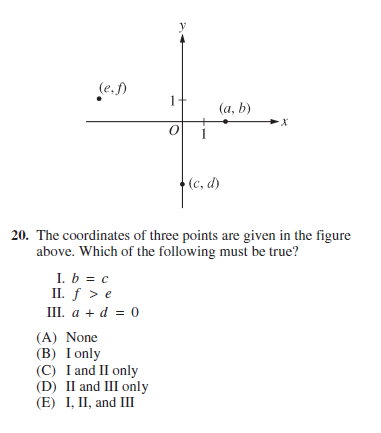 y
(e, f)
1
(a, b)
x
O
1
(c, d)
20. The coordinates of three points are given in the figure
above. Which of the following must be true?
I. b = c
II. f > e
III. a + d = 0
(A) None
(B) I only
(C) I and II only
(D) II and III only
(E) I, II, and III